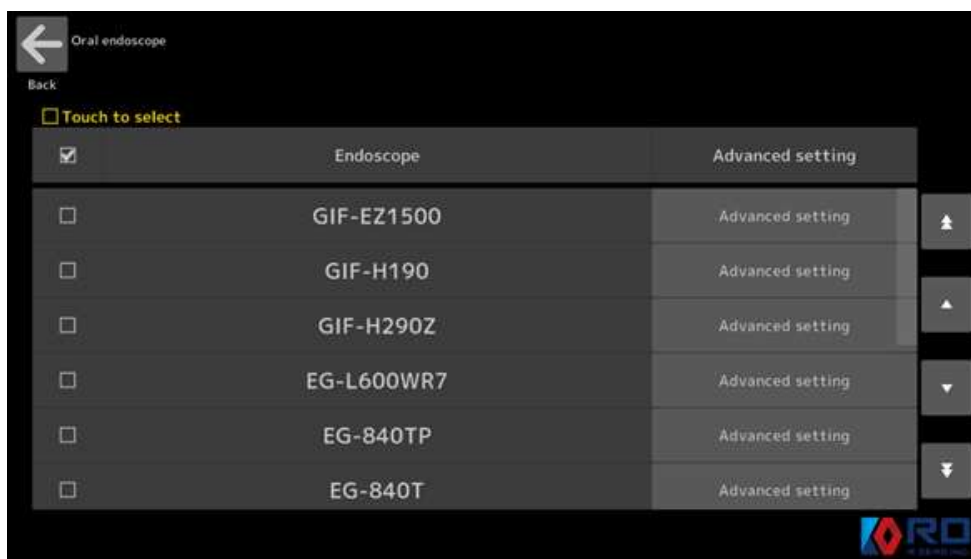 Oral endoscope
Back
Touch to select
Endoscope Advanced setting
GIF-EZ1500 Advanced setting
GIF-H190 Advanced setting
GIF-H290Z Advanced setting
EG-L600WR7 Advanced setting
EG-840TP Advanced setting
EG-840T Advanced setting
RD